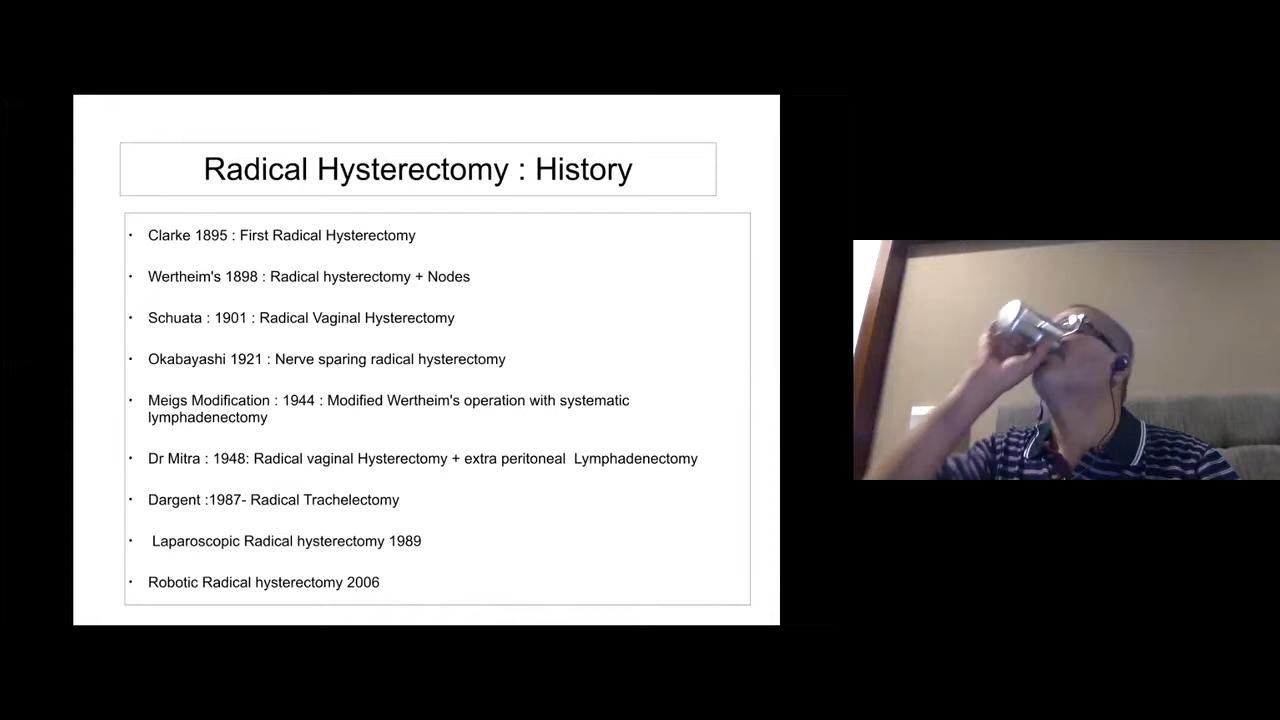 Radical Hysterectomy : History
• Clarke 1895 : First Radical Hysterectomy
• Wertheim's 1898 : Radical hysterectomy + Nodes
• Schuata : 1901 : Radical Vaginal Hysterectomy
• Okabayashi 1921 : Nerve sparing radical hysterectomy
• Meigs Modification : 1944 : Modified Wertheim's operation with systematic
lymphadenectomy
• Dr Mitra : 1948: Radical vaginal Hysterectomy + extra peritoneal Lymphadenectomy
• Dargent :1987- Radical Trachelectomy
• Laparoscopic Radical hysterectomy 1989
• Robotic Radical hysterectomy 2006